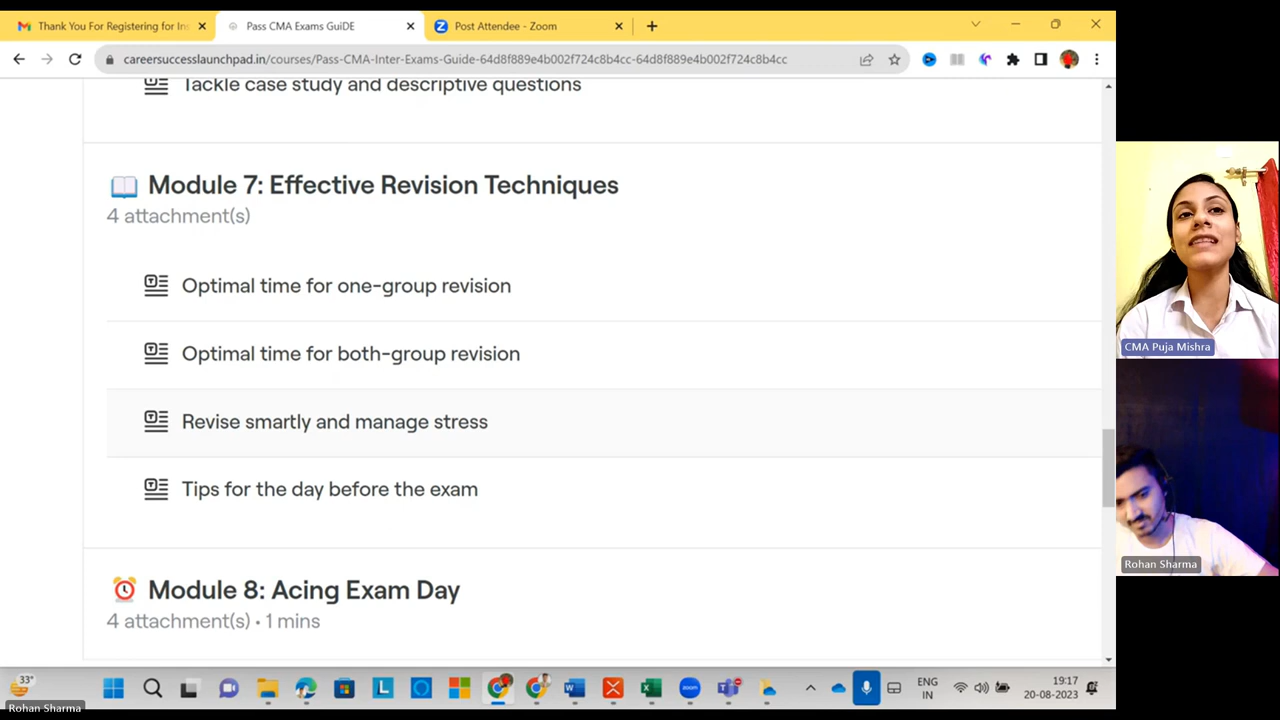 Thank You For Registering for Ins
Pass CMA Exams GuiDE
Post Attendee - Zoom
careersuccesslaunchpad.in/courses/Pass-CMA-Inter-Exams-Guide-64d8f889e4b002f724c8b4cc-64d8f889e4b002f724c8b4cc
Tackle case study and descriptive questions
Module 7: Effective Revision Techniques
4 attachment(s)
Optimal time for one-group revision
Optimal time for both-group revision
Revise smartly and manage stress
Tips for the day before the exam
Module 8: Acing Exam Day
4 attachment(s) • 1 mins
CMA Puja Mishra
Rohan Sharma
33°
L
zoom
ENG
IN
19:17
20-08-2023
Rohan Sharma